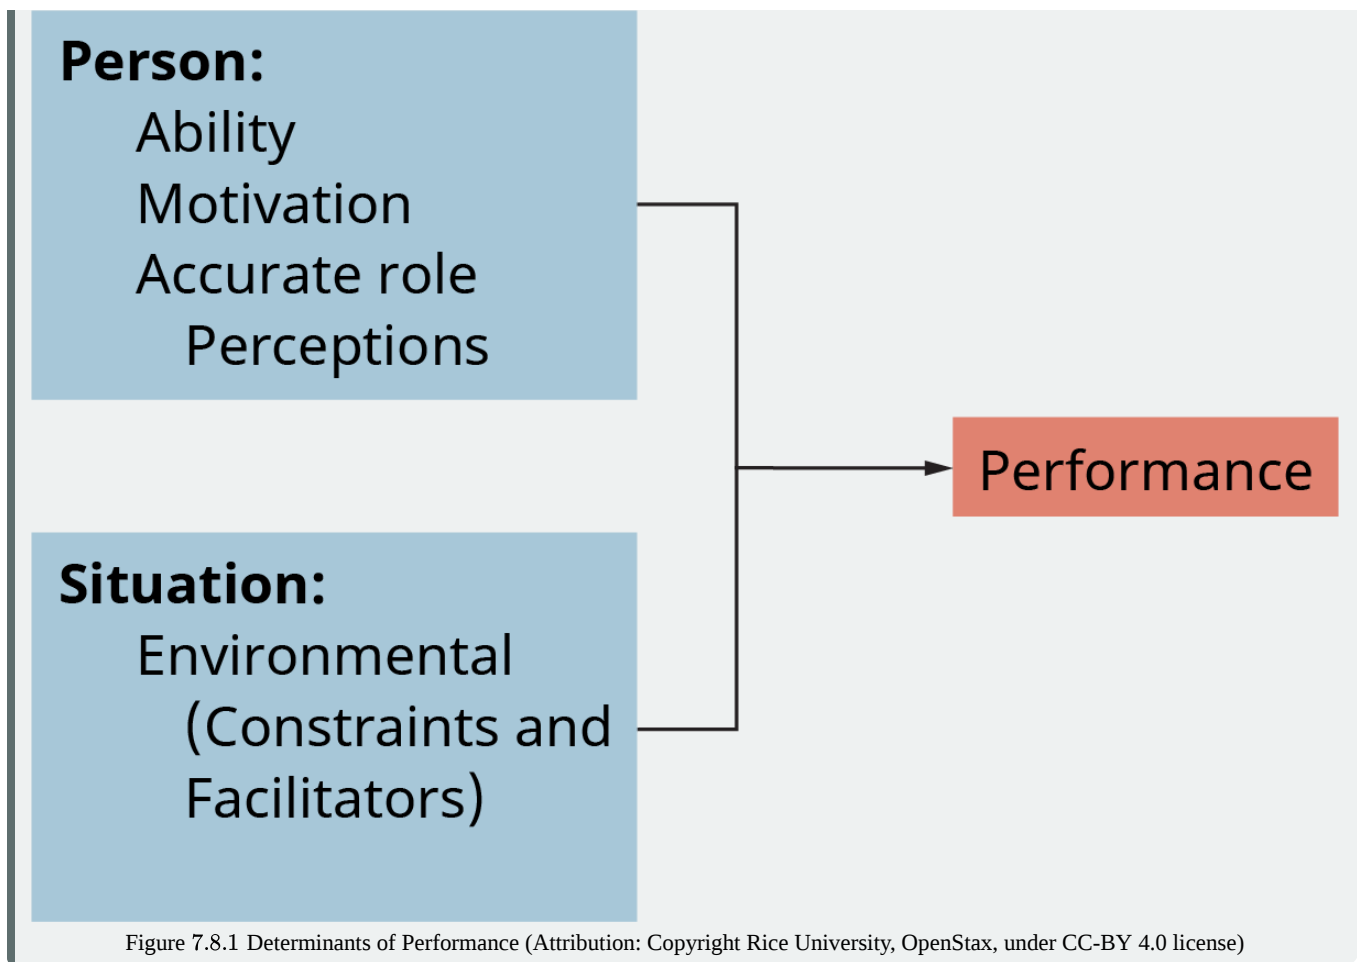 Person:
Ability
Motivation
Accurate role
Perceptions
Situation:
Environmental
(Constraints and
Facilitators)
Performance
Figure 7.8.1 Determinants of Performance (Attribution: Copyright Rice University, OpenStax, under CC-BY 4.0 license)